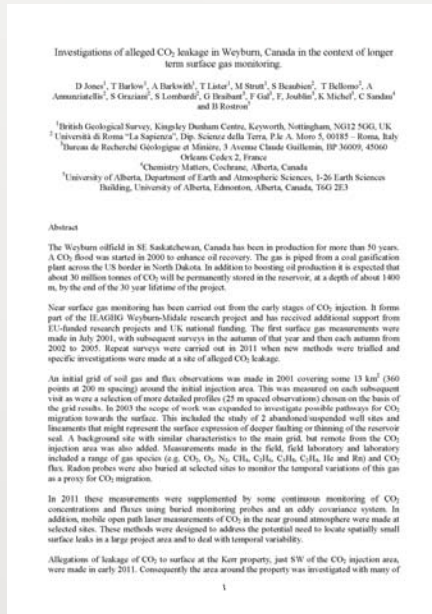 Investigations of alleged CO₂ leakage in Weyburn, Canada in the context of longer
term surface gas monitoring.
D Jones¹, T Barlow¹, A Barkwith¹, T Lister¹, M Strutt¹, S Beaubien², T Bellomo², A
Annunziatellis², S Graziani², S Lombardi², G Braibant³, F Gal³, F, Joublin³, K Michel³, C Sandau⁴
and B Rostron⁵
¹British Geological Survey, Kingsley Dunham Centre, Keyworth, Nottingham, NG12 5GG, UK
²Università di Roma "La Sapienza", Dip. Scienze della Terra, P.le A. Moro 5, 00185 – Roma, Italy
³Bureau de Recherché Géologique et Minière, 3 Avenue Claude Guillemin, BP 36009, 45060
Orleans Cedex 2, France
⁴Chemistry Matters, Cochrane, Alberta, Canada
⁵University of Alberta, Department of Earth and Atmospheric Sciences, 1-26 Earth Sciences
Building, University of Alberta, Edmonton, Alberta, Canada, T6G 2E3
Abstract
The Weyburn oilfield in SE Saskatchewan, Canada has been in production for more than 50 years.
A CO₂ flood was started in 2000 to enhance oil recovery. The gas is piped from a coal gasification
plant across the US border in North Dakota. In addition to boosting oil production it is expected that
about 30 million tonnes of CO₂ will be permanently stored in the reservoir, at a depth of about 1400
m, by the end of the 30 year lifetime of the project.
Near surface gas monitoring has been carried out from the early stages of CO₂ injection. It forms
part of the IEAGHG Weyburn-Midale research project and has received additional support from
EU-funded research projects and UK national funding. The first surface gas measurements were
made in July 2001, with subsequent surveys in the autumn of that year and then each autumn from
2002 to 2005. Repeat surveys were carried out in 2011 when new methods were trialled and
specific investigations were made at a site of alleged CO₂ leakage.
An initial grid of soil gas and flux observations was made in 2001 covering some 13 km² (360
points at 200 m spacing) around the initial injection area. This was measured on each subsequent
visit as were a selection of more detailed profiles (25 m spaced observations) chosen on the basis of
the grid results. In 2003 the scope of work was expanded to investigate possible pathways for CO₂
migration towards the surface. This included the study of 2 abandoned/suspended well sites and
lineaments that might represent the surface expression of deeper faulting or thinning of the reservoir
seal. A background site with similar characteristics to the main grid, but remote from the CO₂
injection area was also added. Measurements made in the field, field laboratory and laboratory
included a range of gas species (e.g. CO₂, O₂, N₂, CH₄, C₂H₆, C₃H₈, C₂H₄, He and Rn) and CO₂
flux. Radon probes were also buried at selected sites to monitor the temporal variations of this gas
as a proxy for CO₂ migration.
In 2011 these measurements were supplemented by some continuous monitoring of CO₂
concentrations and fluxes using buried monitoring probes and an eddy covariance system. In
addition, mobile open path laser measurements of CO₂ in the near ground atmosphere were made at
selected sites. These methods were designed to address the potential need to locate spatially small
surface leaks in a large project area and to deal with temporal variability.
Allegations of leakage of CO₂ to surface at the Kerr property, just SW of the CO₂ injection area,
were made in early 2011. Consequently the area around the property was investigated with many of
1